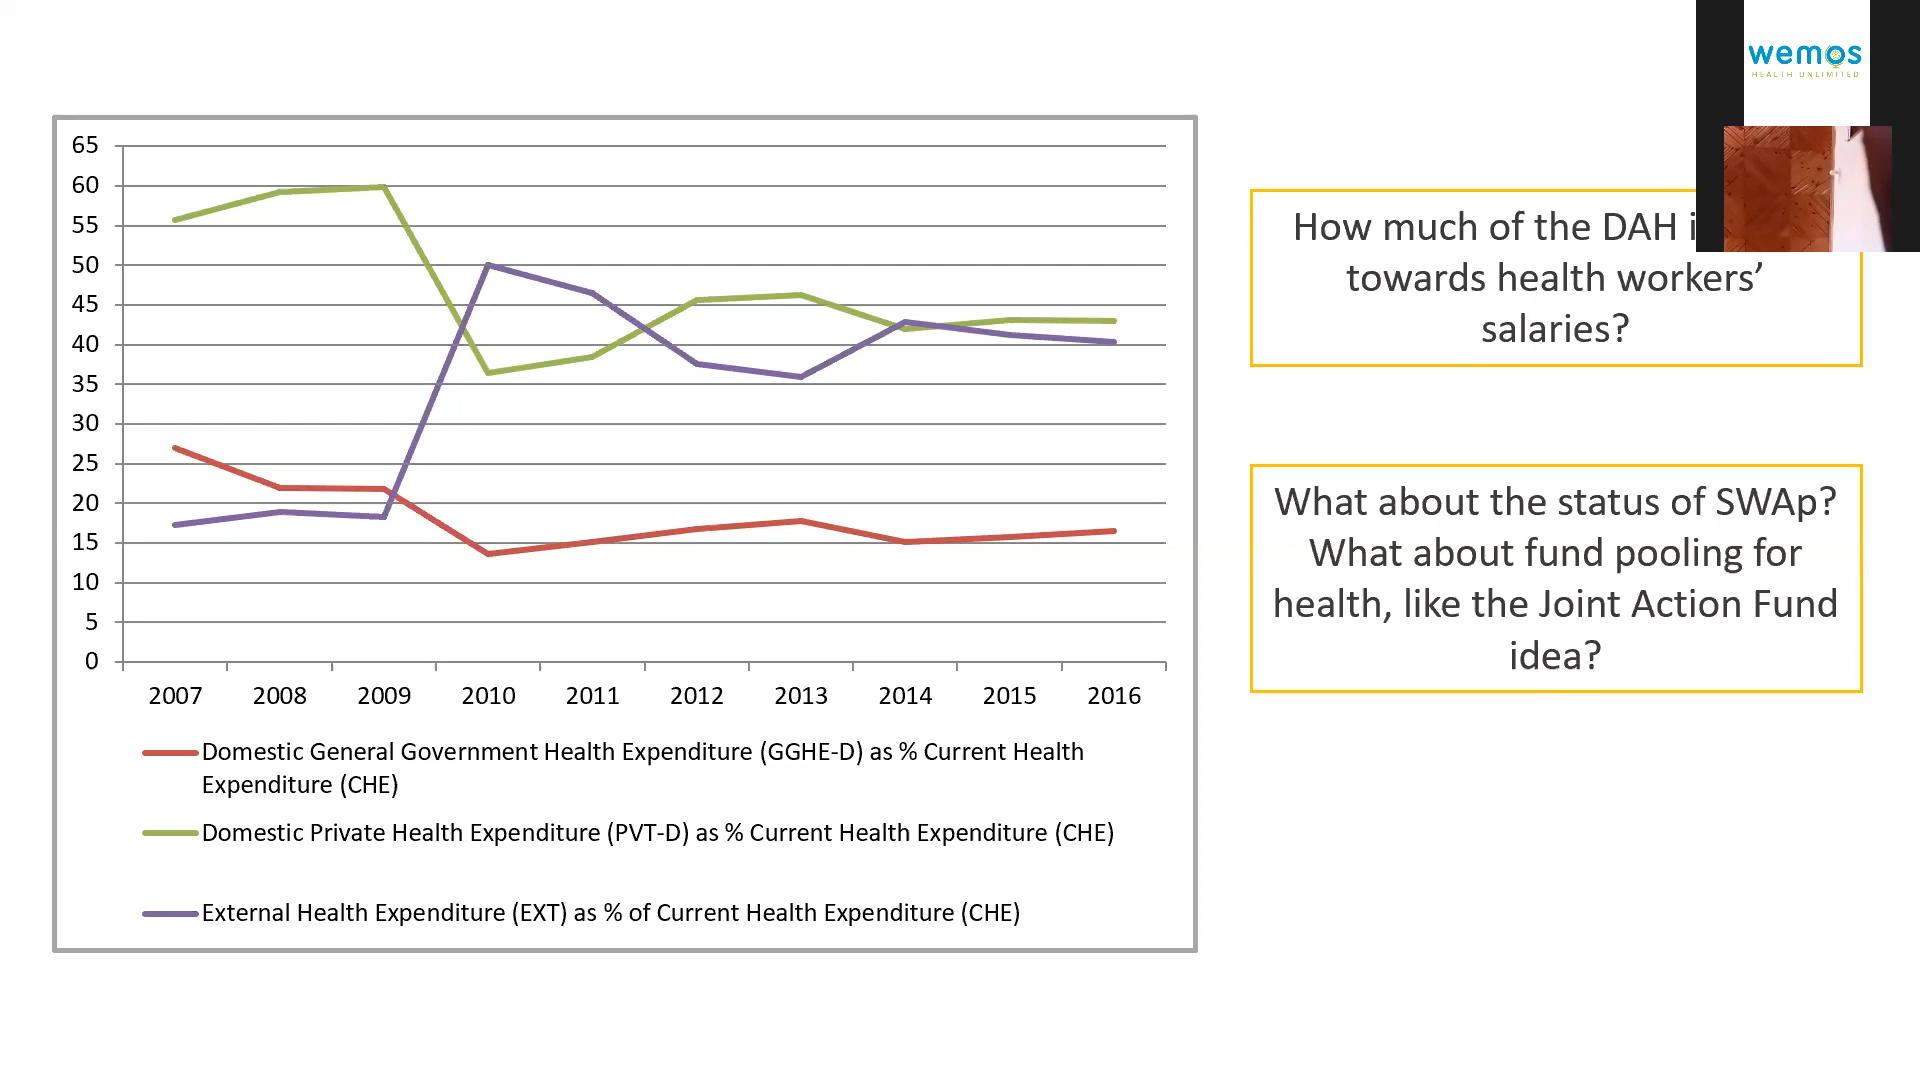 wemos
HEALTH UNLIMITED
65
60
55
50
45
40
35
30
25
20
15
10
5
0
2007 2008 2009 2010 2011 2012 2013 2014 2015 2016
Domestic General Government Health Expenditure (GGHE-D) as % Current Health
Expenditure (CHE)
Domestic Private Health Expenditure (PVT-D) as % Current Health Expenditure (CHE)
External Health Expenditure (EXT) as % of Current Health Expenditure (CHE)
How much of the DAH
towards health workers’
salaries?
What about the status of SWAp?
What about fund pooling for
health, like the Joint Action Fund
idea?